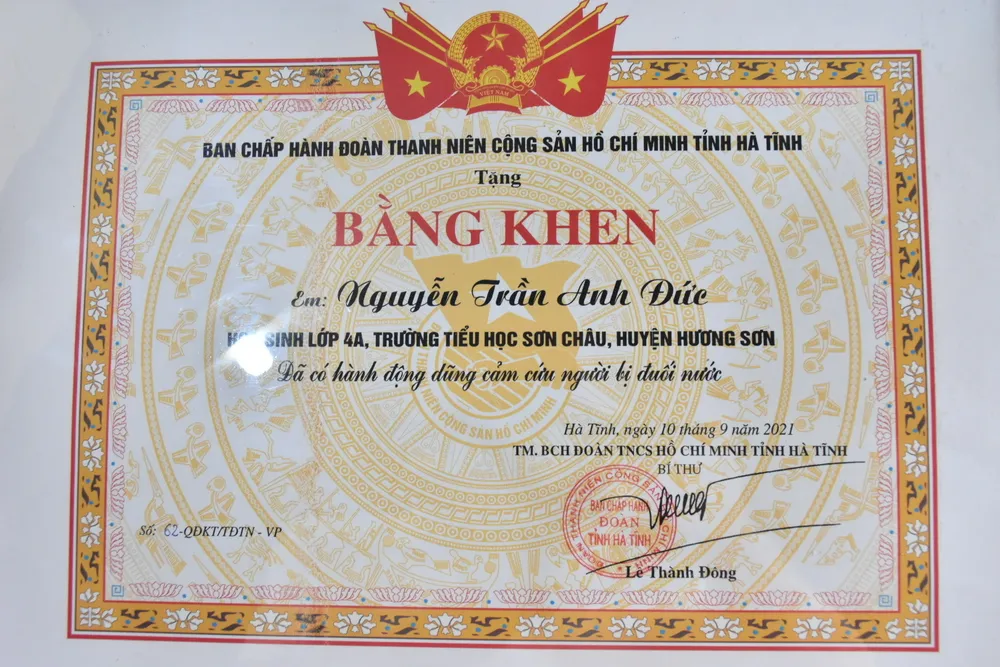 VIỆT NAM
BAN CHẤP HÀNH ĐOÀN THANH NIÊN CỘNG SẢN HỒ CHÍ MINH TỈNH HÀ TĨNH
Tặng
BẰNG KHEN
Em: Nguyễn Trần Anh Đức
HỌC SINH LỚP 4A, TRƯỜNG TIỂU HỌC SƠN CHÂU, HUYỆN HƯƠNG SƠN
Đã có hành động dũng cảm cứu người bị đuối nước
Hà Tĩnh, ngày 10 tháng 9 năm 2021
TM. BCH ĐOÀN TNCS HỒ CHÍ MINH TỈNH HÀ TĨNH
BÍ THƯ
BAN CHẤP HÀNH
ĐOÀN
TỈNH HÀ TĨNH
Số: 62-QĐKT/TĐTN - VP
Lê Thành Đông